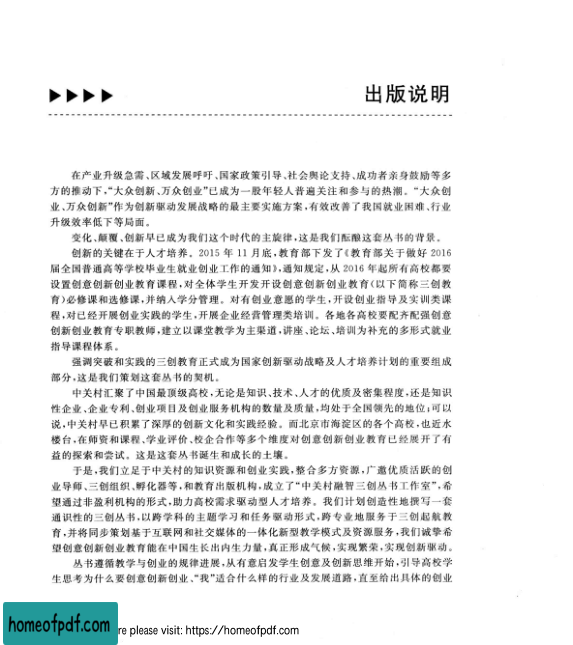 ▶▶▶▶ 出版说明
在产业升级急需、区域发展呼吁、国家政策引导、社会舆论支持、成功者亲身鼓励等多
方的推动下,“大众创新、万众创业”已成为一股年轻人普遍关注和参与的热潮。“大众创
业、万众创新”作为创新驱动发展战略的最主要实施方案,有效改善了我国就业困难、行业
升级效率低下等局面。
变化、颠覆、创新早已成为我们这个时代的主旋律,这是我们酝酿这套丛书的背景。
创新的关键在于人才培养。2015 年 11 月底,教育部下发了《教育部关于做好 2016
届全国普通高等学校毕业生就业创业工作的通知》,通知规定,从 2016 年起所有高校都要
设置创意创新创业教育课程,对全体学生开发开设创意创新创业教育(以下简称三创教
育)必修课和选修课,并纳入学分管理。对有创业意愿的学生,开设创业指导及实训类课
程,对已经开展创业实践的学生,开展企业经营管理类培训。各地各高校要配齐配强创意
创新创业教育专职教师,建立以课堂教学为主渠道,讲座、论坛、培训为补充的多形式就业
指导课程体系。
强调突破和实践的三创教育正式成为国家创新驱动战略及人才培养计划的重要组成
部分,这是我们策划这套丛书的契机。
中关村汇聚了中国最顶级高校,无论是知识、技术、人才的优质及密集程度,还是知识
性企业、企业专利、创业项目及创业服务机构的数量及质量,均处于全国领先的地位;可以
说,中关村早已积累了深厚的创新文化和实践经验。而北京市海淀区的各个高校,也近水
楼台,在师资和课程、学业评价、校企合作等多个维度对创意创新创业教育已经展开了有
益的探索和尝试。这是这套丛书诞生和成长的土壤。
于是,我们立足于中关村的知识资源和创业实践,整合多方资源,广邀优质活跃的创
业导师、三创组织、孵化器等,和教育出版机构,成立了“中关村融智三创丛书工作室”,希
望通过非盈利机构的形式,助力高校需求驱动型人才培养。我们计划创造性地撰写一套
通识性的三创丛书,以跨学科的主题学习和任务驱动形式,跨专业地服务于三创起航教
育,并将同步策划基于互联网和社交媒体的一体化新型教学模式及资源服务,我们诚挚希
望创意创新创业教育能在中国生长出内生力量,真正形成气候,实现繁荣,实现创新驱动。
丛书遵循教学与创业的规律进展,从有意启发学生创意及创新思维开始,引导高校学
生思考为什么要创意创新创业、“我”适合什么样的行业及发展道路,直至给出具体的创业
homeofpdf.com
re please visit: https://homeofpdf.com